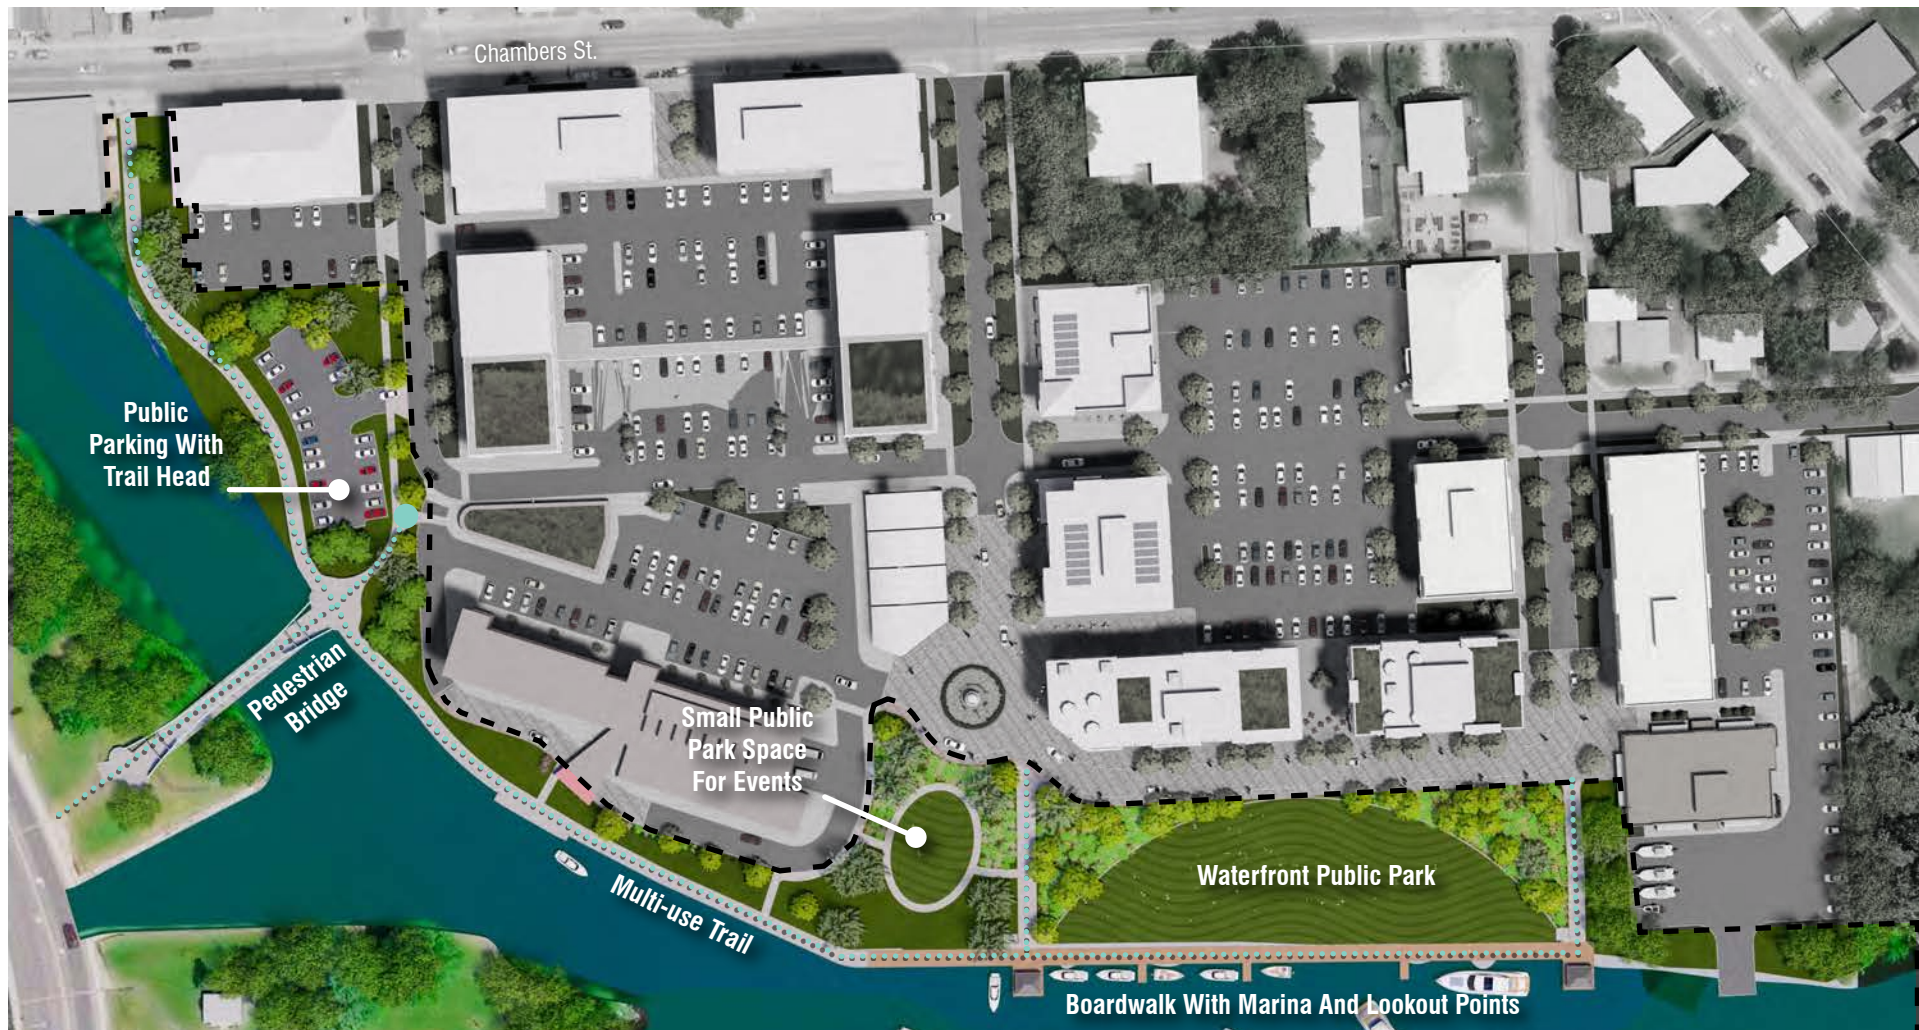 Chambers St.
Public
Parking With
Trail Head
Pedestrian
Bridge
Small Public
Park Space
For Events
Multi-use Trail
Waterfront Public Park
Boardwalk With Marina And Lookout Points